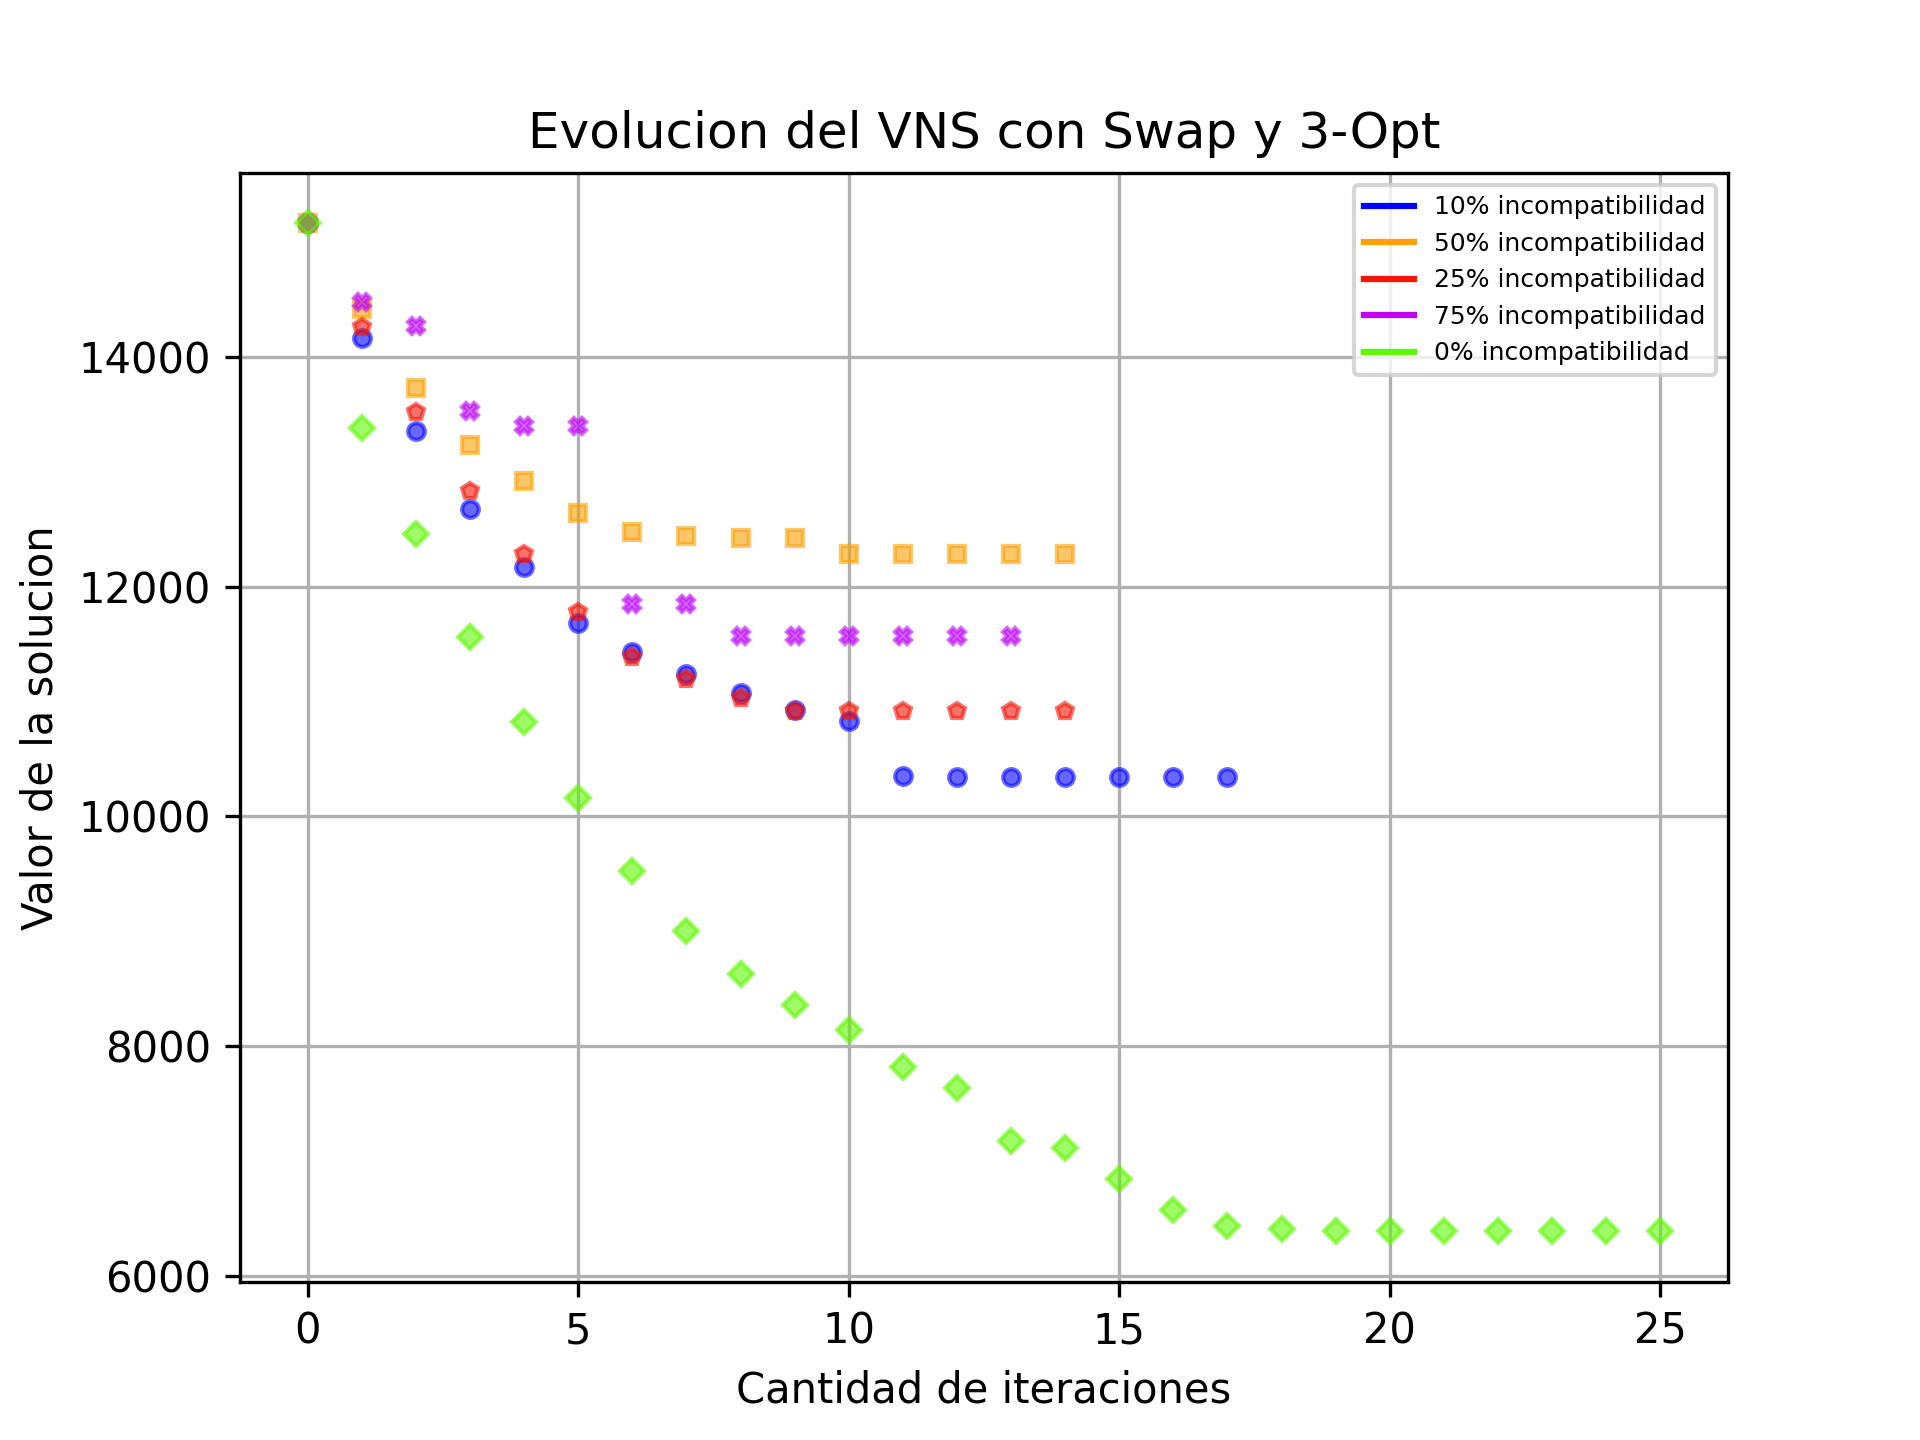 Evolucion del VNS con Swap y 3-Opt
10% incompatibilidad
50% incompatibilidad
25% incompatibilidad
75% incompatibilidad
0% incompatibilidad
Valor de la solucion
14000
12000
10000
8000
6000
0 5 10 15 20 25
Cantidad de iteraciones